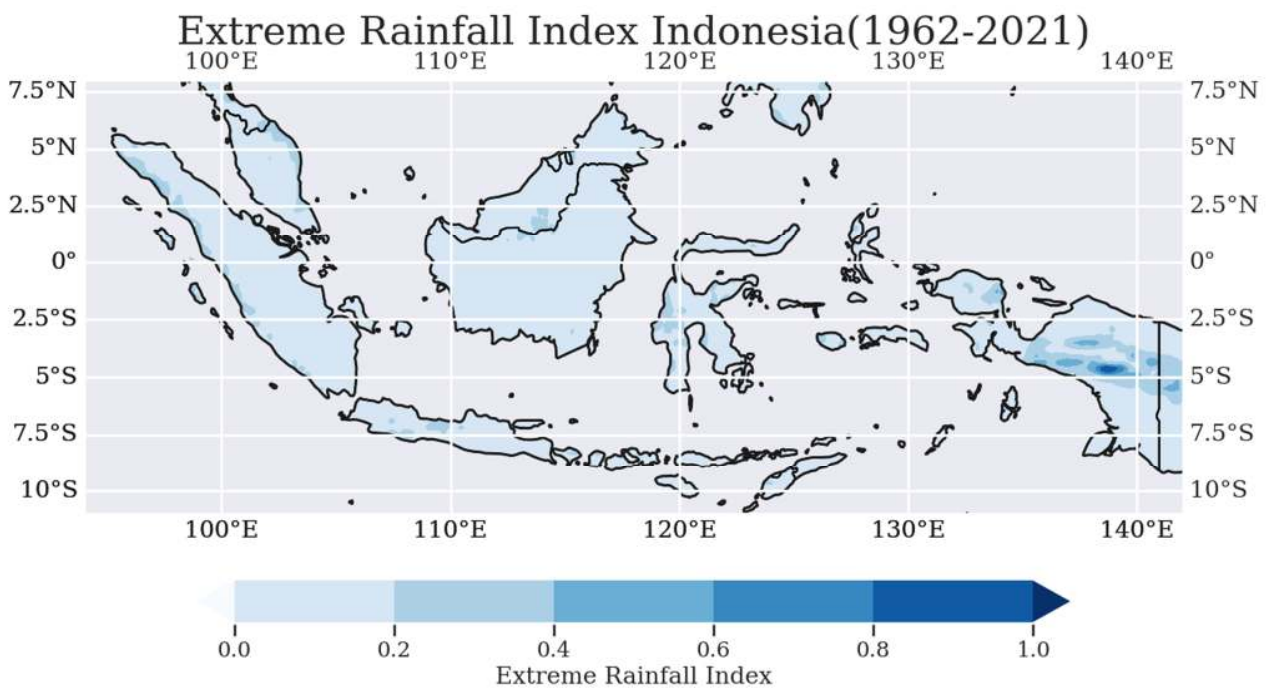 Extreme Rainfall Index Indonesia(1962-2021)
100°E 110°E 120°E 130°E 140°E
7.5°N 7.5°N
5°N 5°N
2.5°N 2.5°N
0° 0°
2.5°S 2.5°S
5°S 5°S
7.5°S 7.5°S
10°S 10°S
100°E 110°E 120°E 130°E 140°E
0.0 0.2 0.4 0.6 0.8 1.0
Extreme Rainfall Index